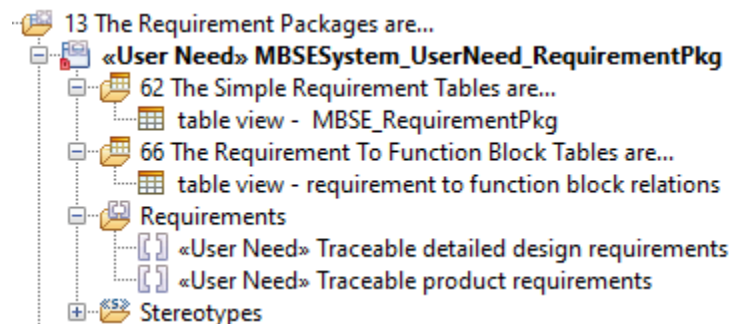 13 The Requirement Packages are...
«User Need» MBSESystem_UserNeed_RequirementPkg
62 The Simple Requirement Tables are...
table view - MBSE_RequirementPkg
66 The Requirement To Function Block Tables are...
table view - requirement to function block relations
Requirements
«User Need» Traceable detailed design requirements
«User Need» Traceable product requirements
«S» Stereotypes